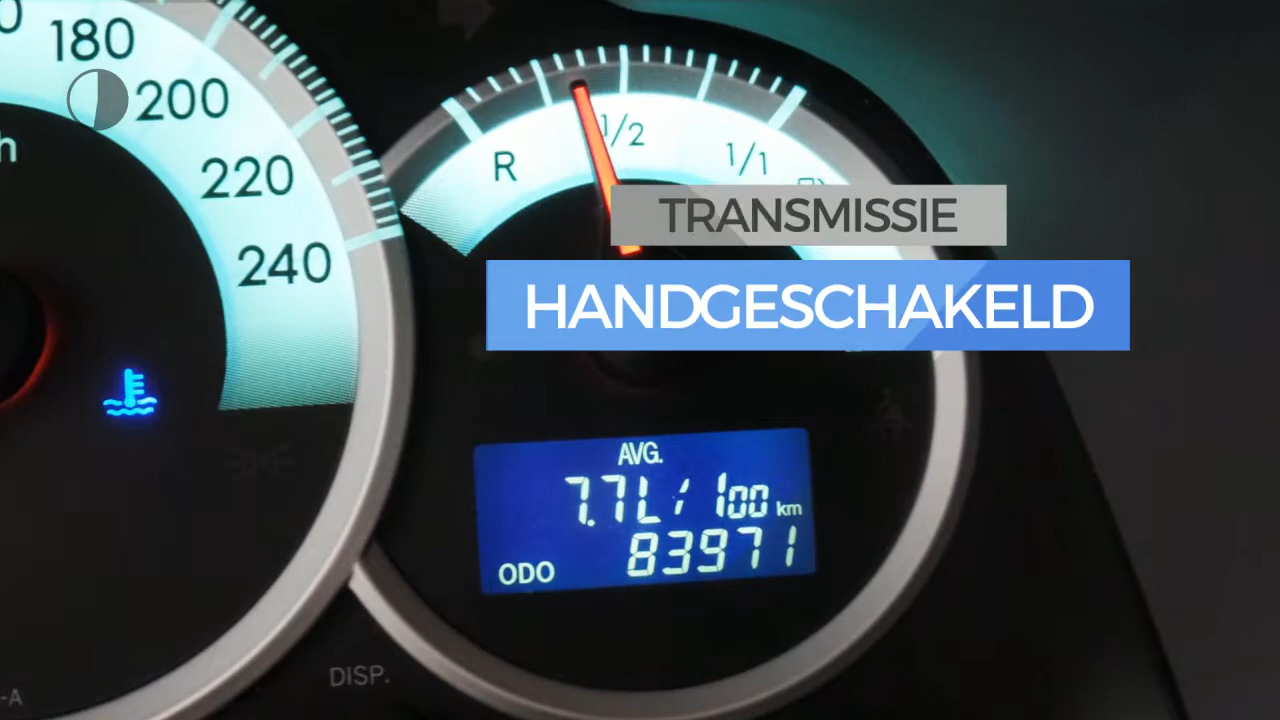 180
200
220
240
R
1/2
1/1
TRANSMISSIE
HANDGESCHAKELD
AVG.
7.7L/100 km
ODO 83971
DISP.
-A